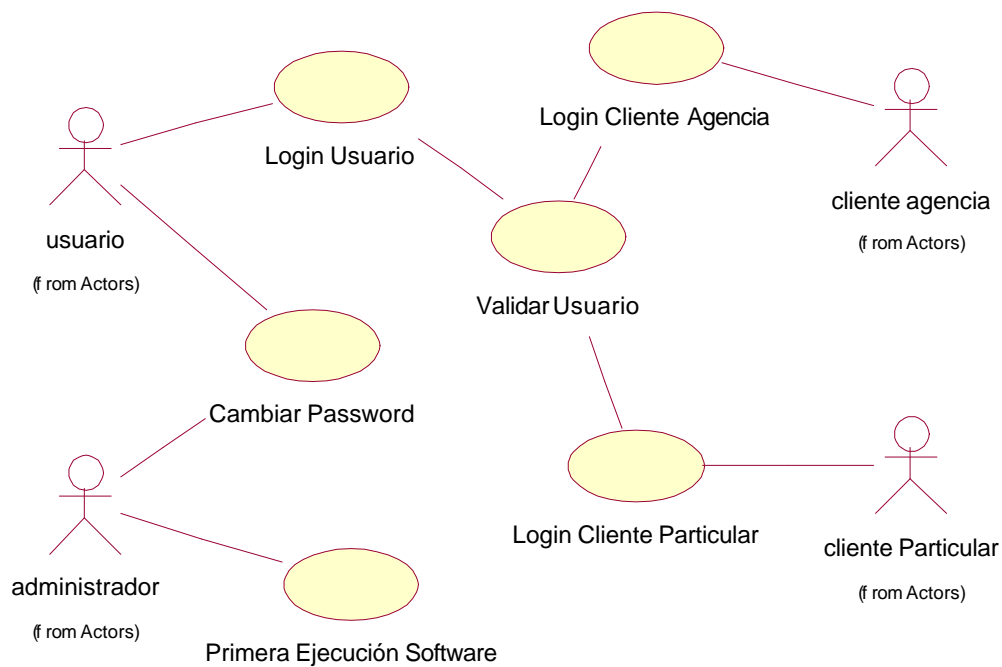 Login Cliente Agencia
Login Usuario
cliente agencia
(f rom Actors)
usuario
(f rom Actors)
Validar Usuario
Cambiar Password
Login Cliente Particular
cliente Particular
(f rom Actors)
administrador
(f rom Actors)
Primera Ejecución Software